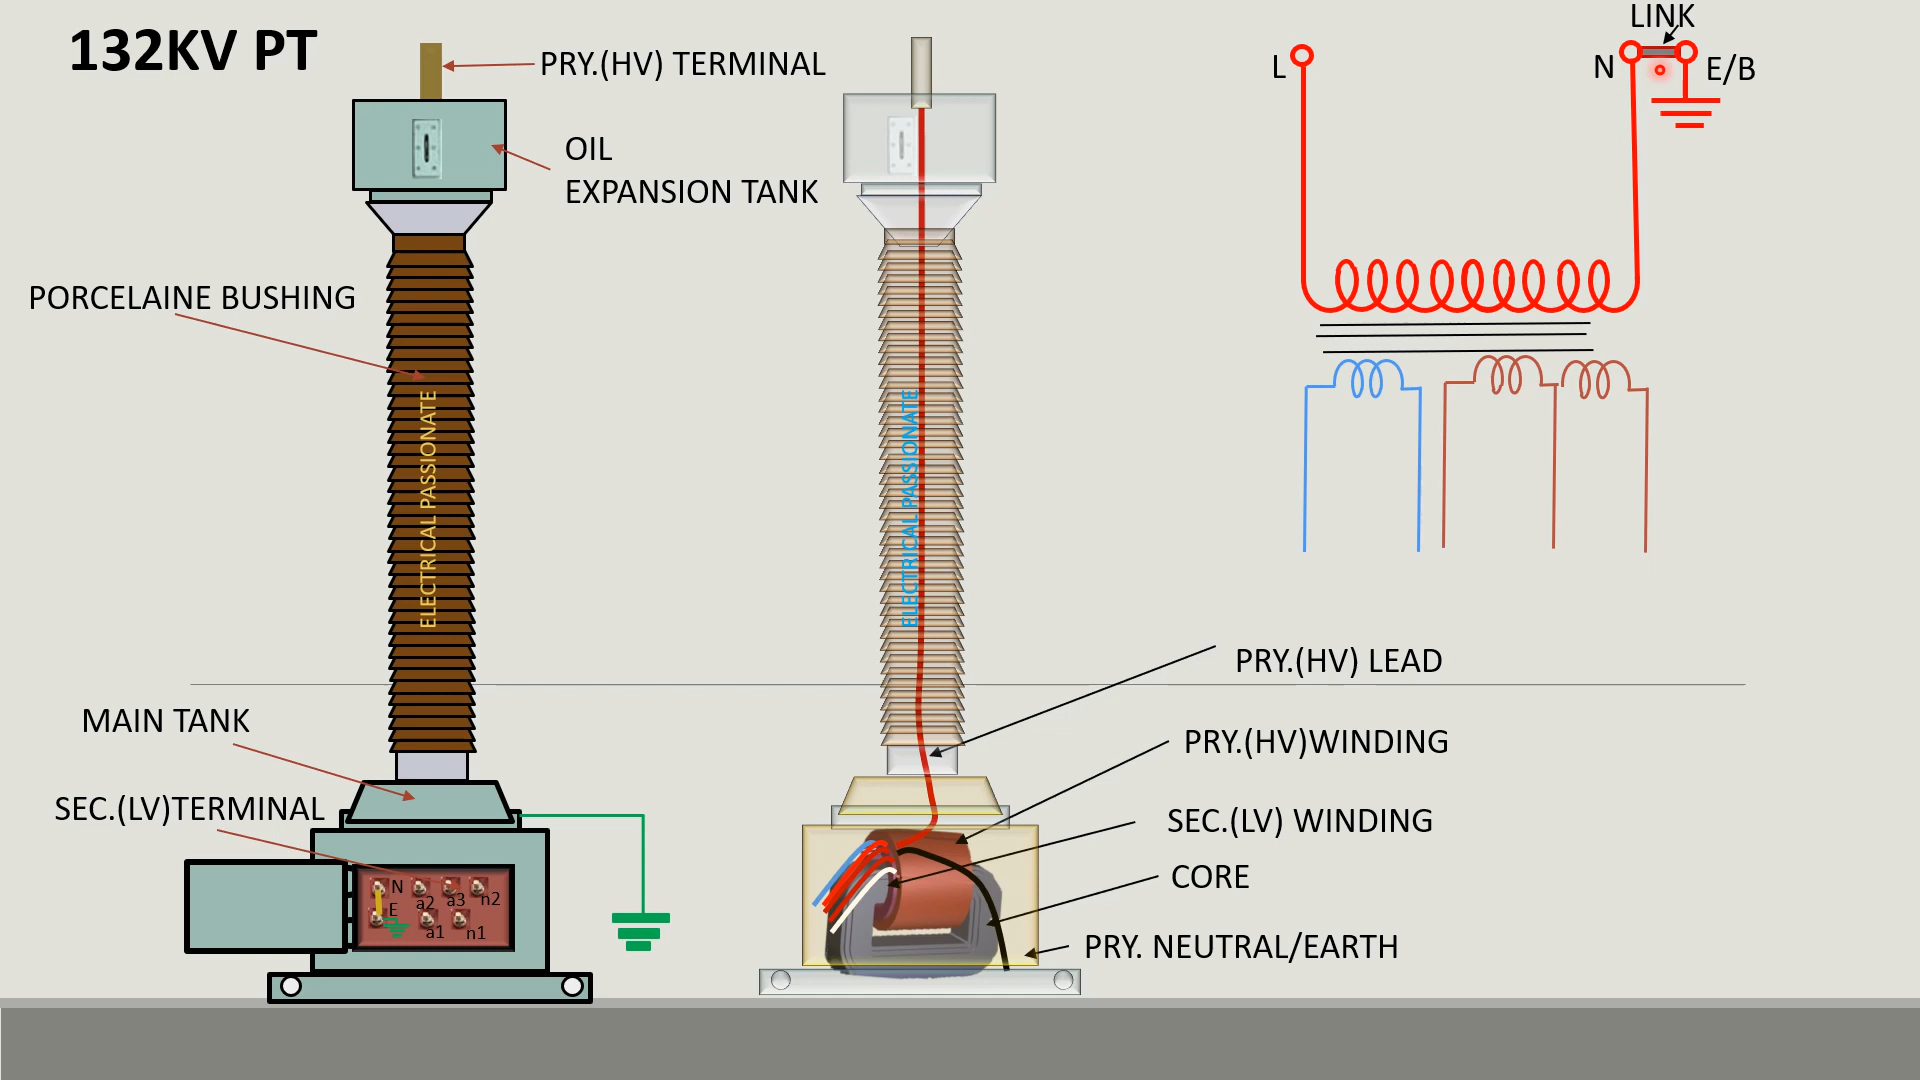 132KV PT
PRY.(HV) TERMINAL
OIL
EXPANSION TANK
PORCELAINE BUSHING
ELECTRICAL PASSIONATE
MAIN TANK
SEC.(LV)TERMINAL
N
a2
a3
n2
E
a1
n1
ELECTRICAL PASSIONATE
LINK
L
N
E/B
PRY.(HV) LEAD
PRY.(HV)WINDING
SEC.(LV) WINDING
CORE
PRY. NEUTRAL/EARTH